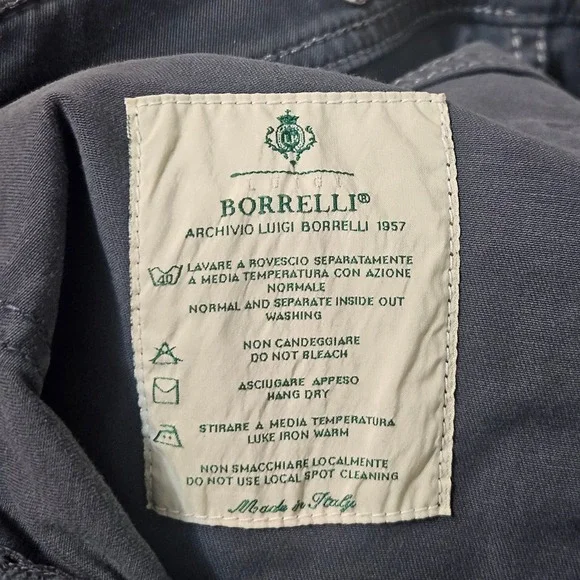 LUIGI
BORRELLI®
ARCHIVIO LUIGI BORRELLI 1957
40
LAVARE A ROVESCIO SEPARATAMENTE
A MEDIA TEMPERATURA CON AZIONE
NORMALE
NORMAL AND SEPARATE INSIDE OUT
WASHING
NON CANDEGGIARE
DO NOT BLEACH
ASCIUGARE APPESO
HANG DRY
STIRARE A MEDIA TEMPERATURA
LUKE IRON WARM
NON SMACCHIARE LOCALMENTE
DO NOT USE LOCAL SPOT CLEANING
Made in Italy